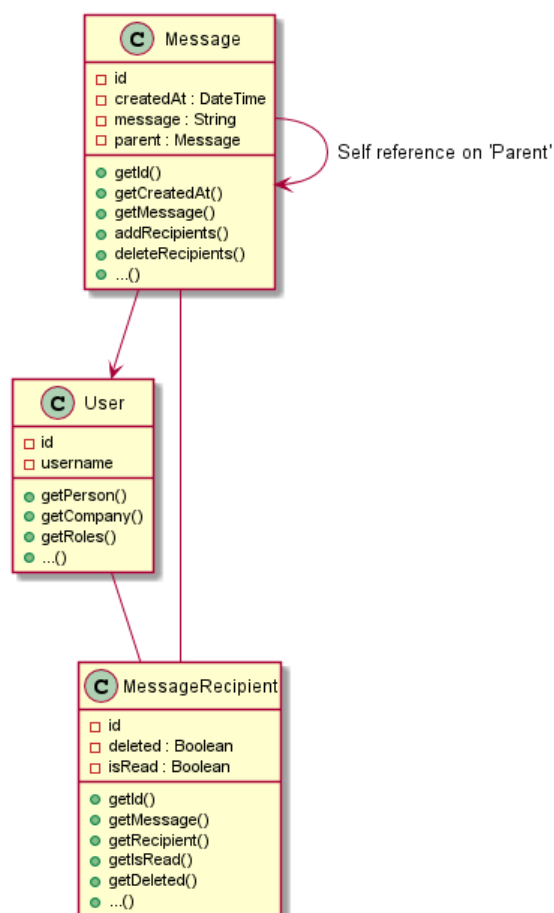 C Message
id
createdAt : DateTime
message : String
parent : Message
Self reference on 'Parent'
getId()
getCreatedAt()
getMessage()
addRecipients()
deleteRecipients()
...()
C User
id
username
getPerson()
getCompany()
getRoles()
...()
C MessageRecipient
id
deleted : Boolean
isRead : Boolean
getId()
getMessage()
getRecipient()
getIsRead()
getDeleted()
...()